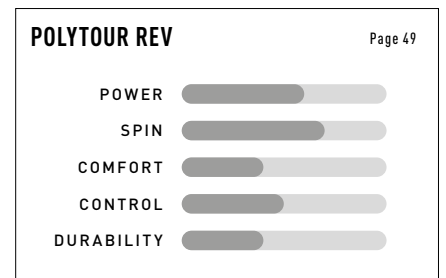 POLYTOUR REV Page 49
POWER
SPIN
COMFORT
CONTROL
DURABILITY